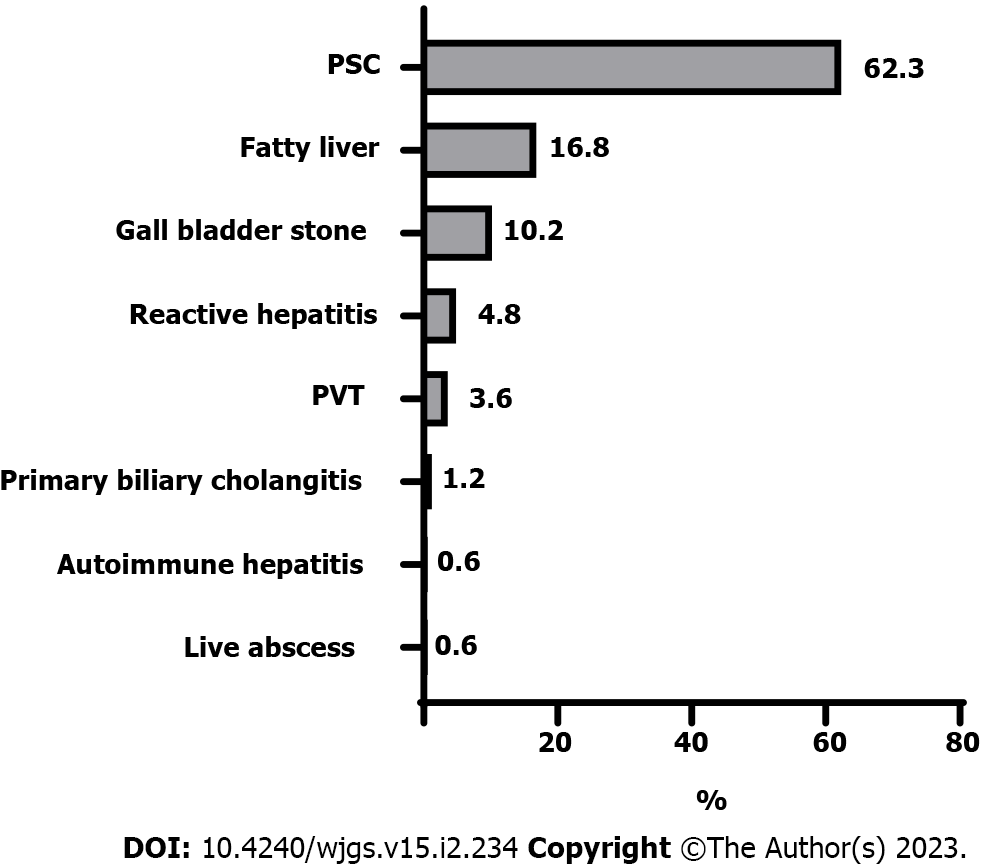 PSC 62.3
Fatty liver 16.8
Gall bladder stone 10.2
Reactive hepatitis 4.8
PVT 3.6
Primary biliary cholangitis 1.2
Autoimmune hepatitis 0.6
Live abscess 0.6
20 40 60 80
%
DOI: 10.4240/wjgs.v15.i2.234 Copyright ©The Author(s) 2023.